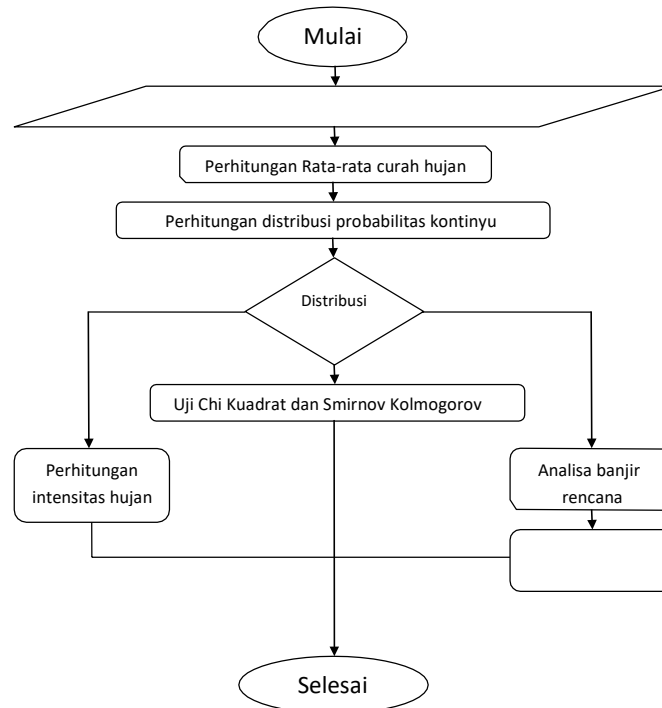 Mulai
Perhitungan Rata-rata curah hujan
Perhitungan distribusi probabilitas kontinyu
Distribusi
Uji Chi Kuadrat dan Smirnov Kolmogorov
Perhitungan
intensitas hujan
Analisa banjir
rencana
Selesai